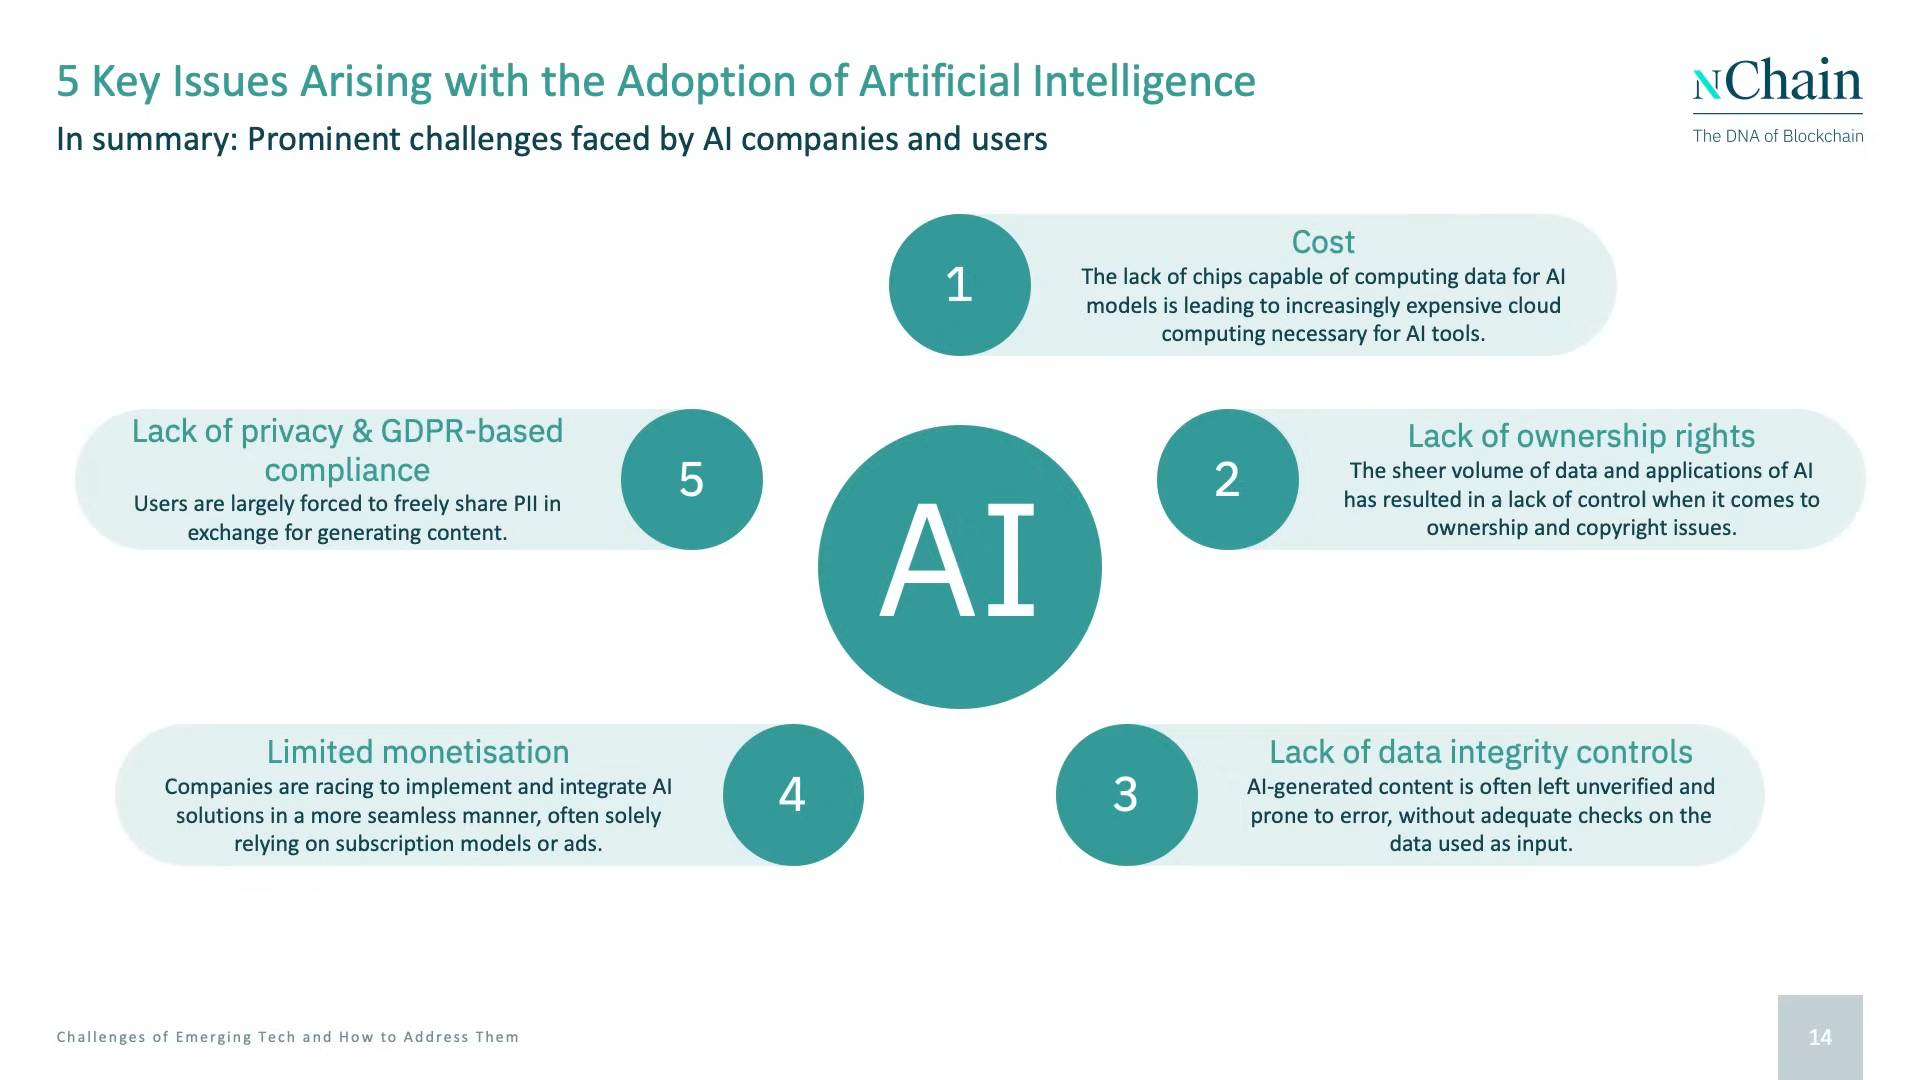 5 Key Issues Arising with the Adoption of Artificial Intelligence
In summary: Prominent challenges faced by AI companies and users
nChain
The DNA of Blockchain
1
Cost
The lack of chips capable of computing data for AI
models is leading to increasingly expensive cloud
computing necessary for AI tools.
2
Lack of ownership rights
The sheer volume of data and applications of AI
has resulted in a lack of control when it comes to
ownership and copyright issues.
3
Lack of data integrity controls
AI-generated content is often left unverified and
prone to error, without adequate checks on the
data used as input.
4
Limited monetisation
Companies are racing to implement and integrate AI
solutions in a more seamless manner, often solely
relying on subscription models or ads.
5
Lack of privacy & GDPR-based
compliance
Users are largely forced to freely share PII in
exchange for generating content.
AI
Challenges of Emerging Tech and How to Address Them
14